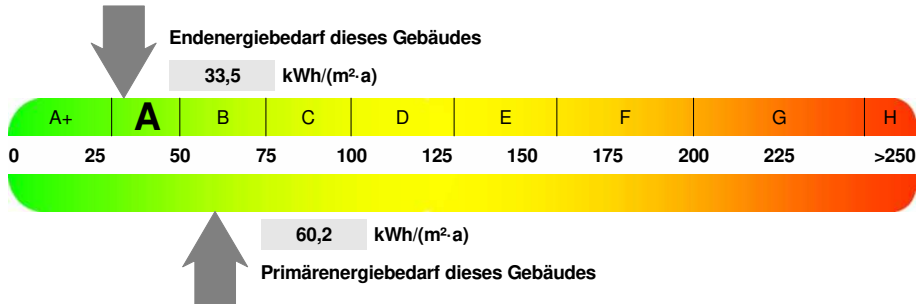 Endenergiebedarf dieses Gebäudes
33,5 kWh/(m²·a)
A+ A B C D E F G H
0 25 50 75 100 125 150 175 200 225 >250
60,2 kWh/(m²·a)
Primärenergiebedarf dieses Gebäudes